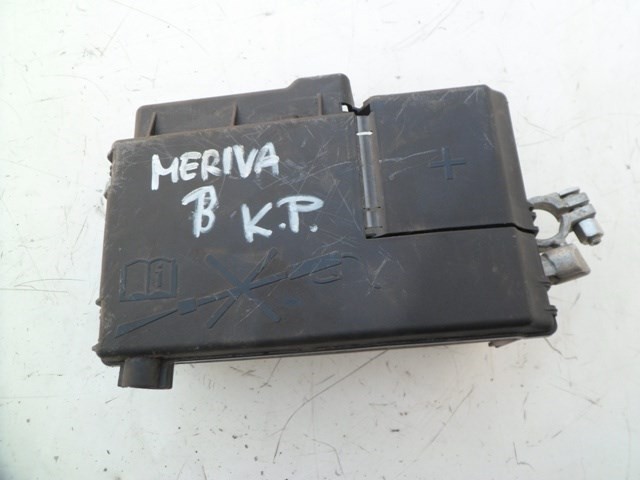 MERIVA
B K.P.
+
i